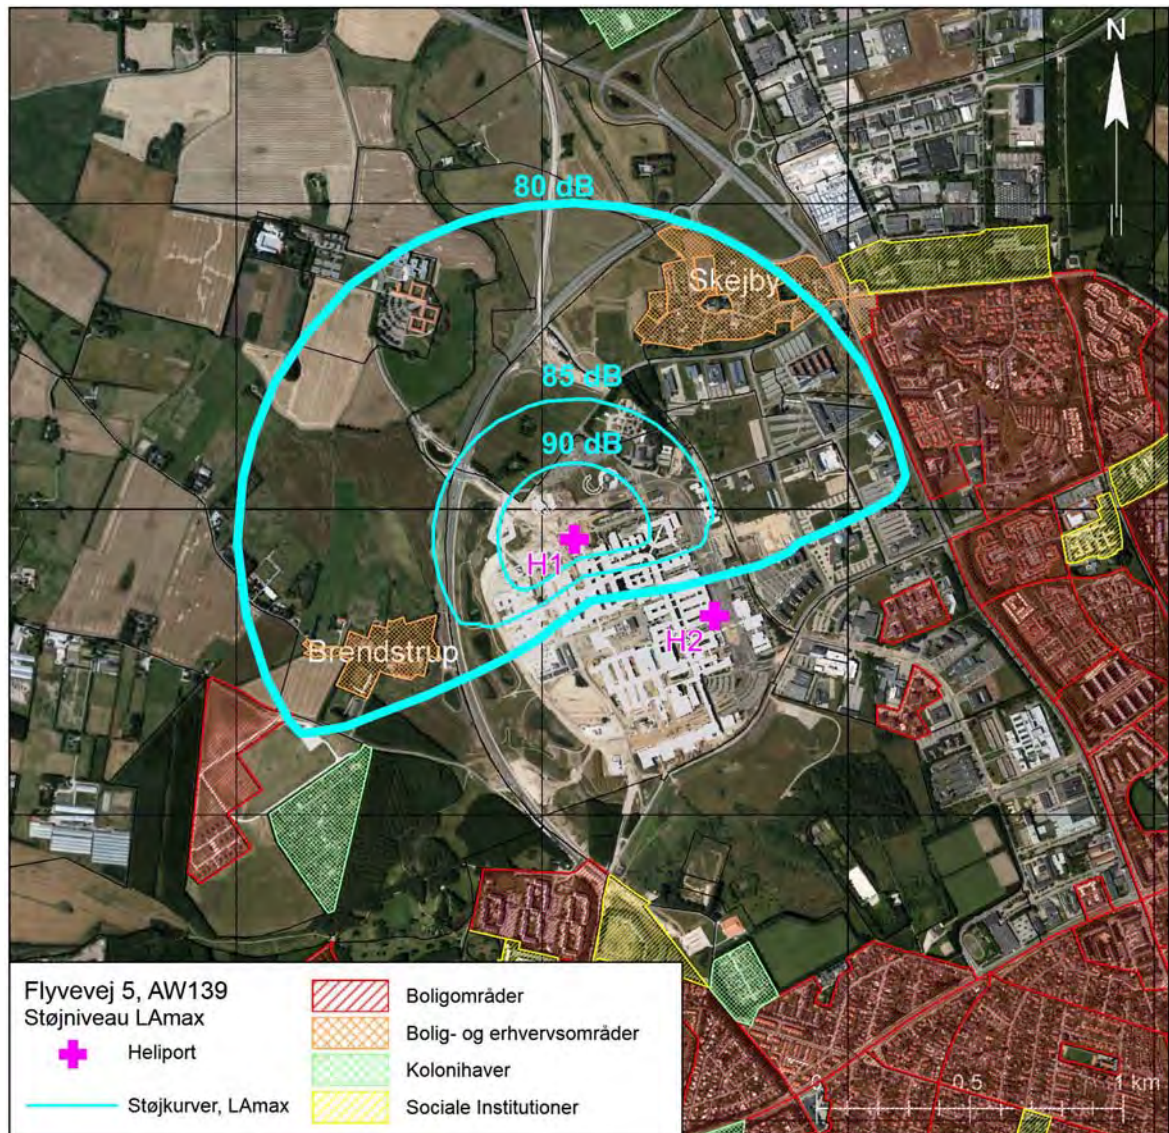 N
80 dB
Skejby
85 dB
90 dB
H1
H2
Brendstrup
Flyvevej 5, AW139
Støjniveau LAmax
Heliport
Støjkurver, LAmax
Boligområder
Bolig- og erhvervsområder
Kolonihaver
Sociale Institutioner
0 0.5 1 km